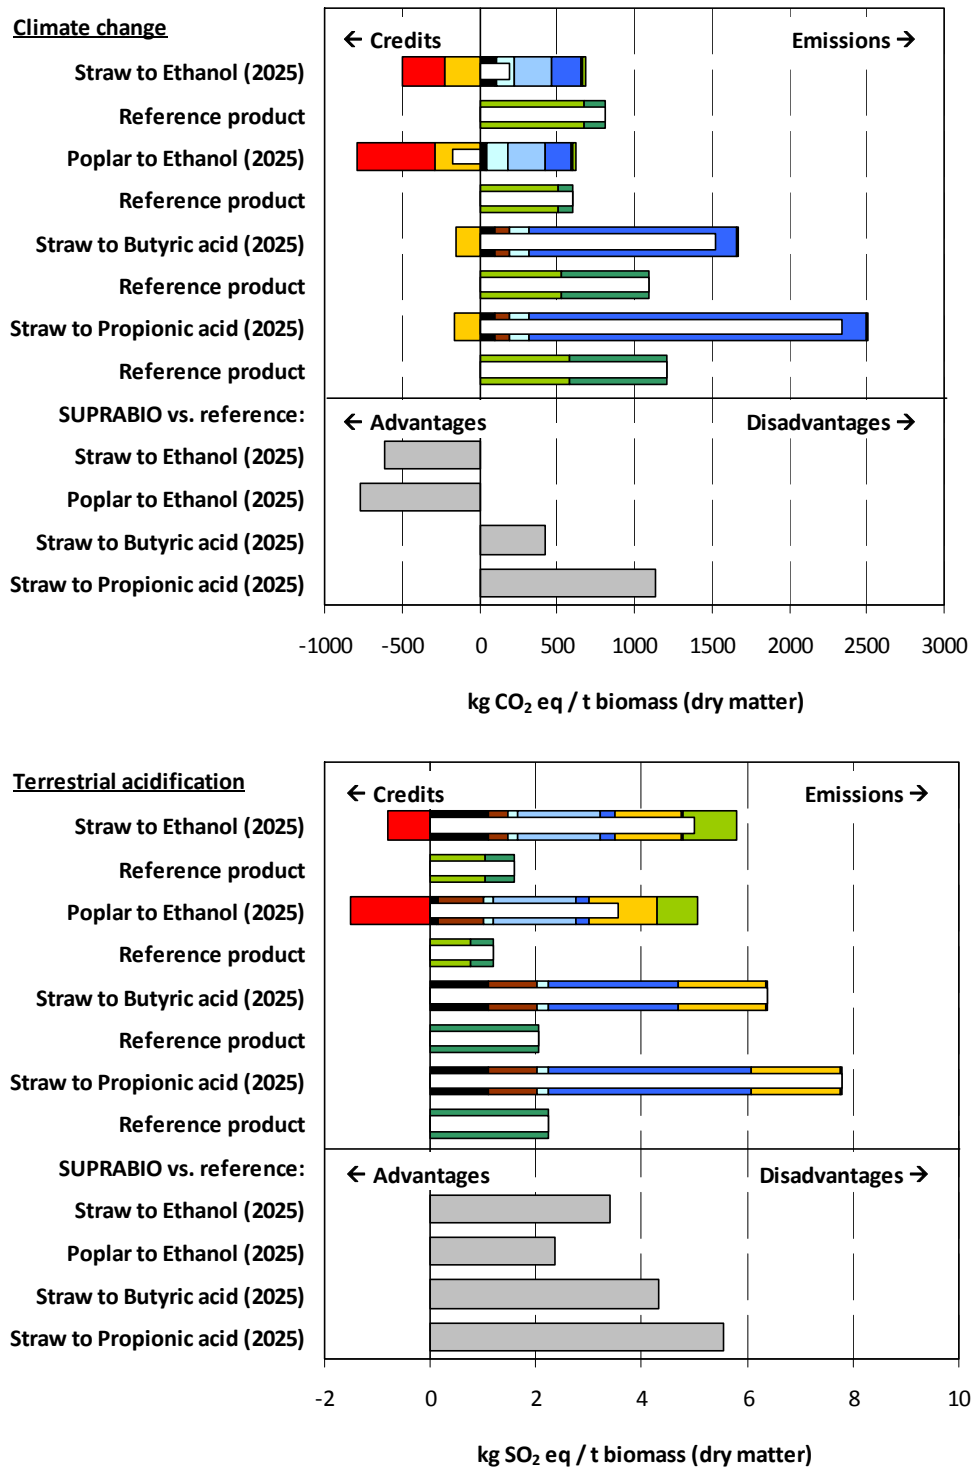 Climate change
← Credits Emissions →
Straw to Ethanol (2025)
Reference product
Poplar to Ethanol (2025)
Reference product
Straw to Butyric acid (2025)
Reference product
Straw to Propionic acid (2025)
Reference product
SUPRABIO vs. reference:
← Advantages Disadvantages →
Straw to Ethanol (2025)
Poplar to Ethanol (2025)
Straw to Butyric acid (2025)
Straw to Propionic acid (2025)
-1000 -500 0 500 1000 1500 2000 2500 3000
kg CO₂ eq / t biomass (dry matter)
Terrestrial acidification
← Credits Emissions →
Straw to Ethanol (2025)
Reference product
Poplar to Ethanol (2025)
Reference product
Straw to Butyric acid (2025)
Reference product
Straw to Propionic acid (2025)
Reference product
SUPRABIO vs. reference:
← Advantages Disadvantages →
Straw to Ethanol (2025)
Poplar to Ethanol (2025)
Straw to Butyric acid (2025)
Straw to Propionic acid (2025)
-2 0 2 4 6 8 10
kg SO₂ eq / t biomass (dry matter)